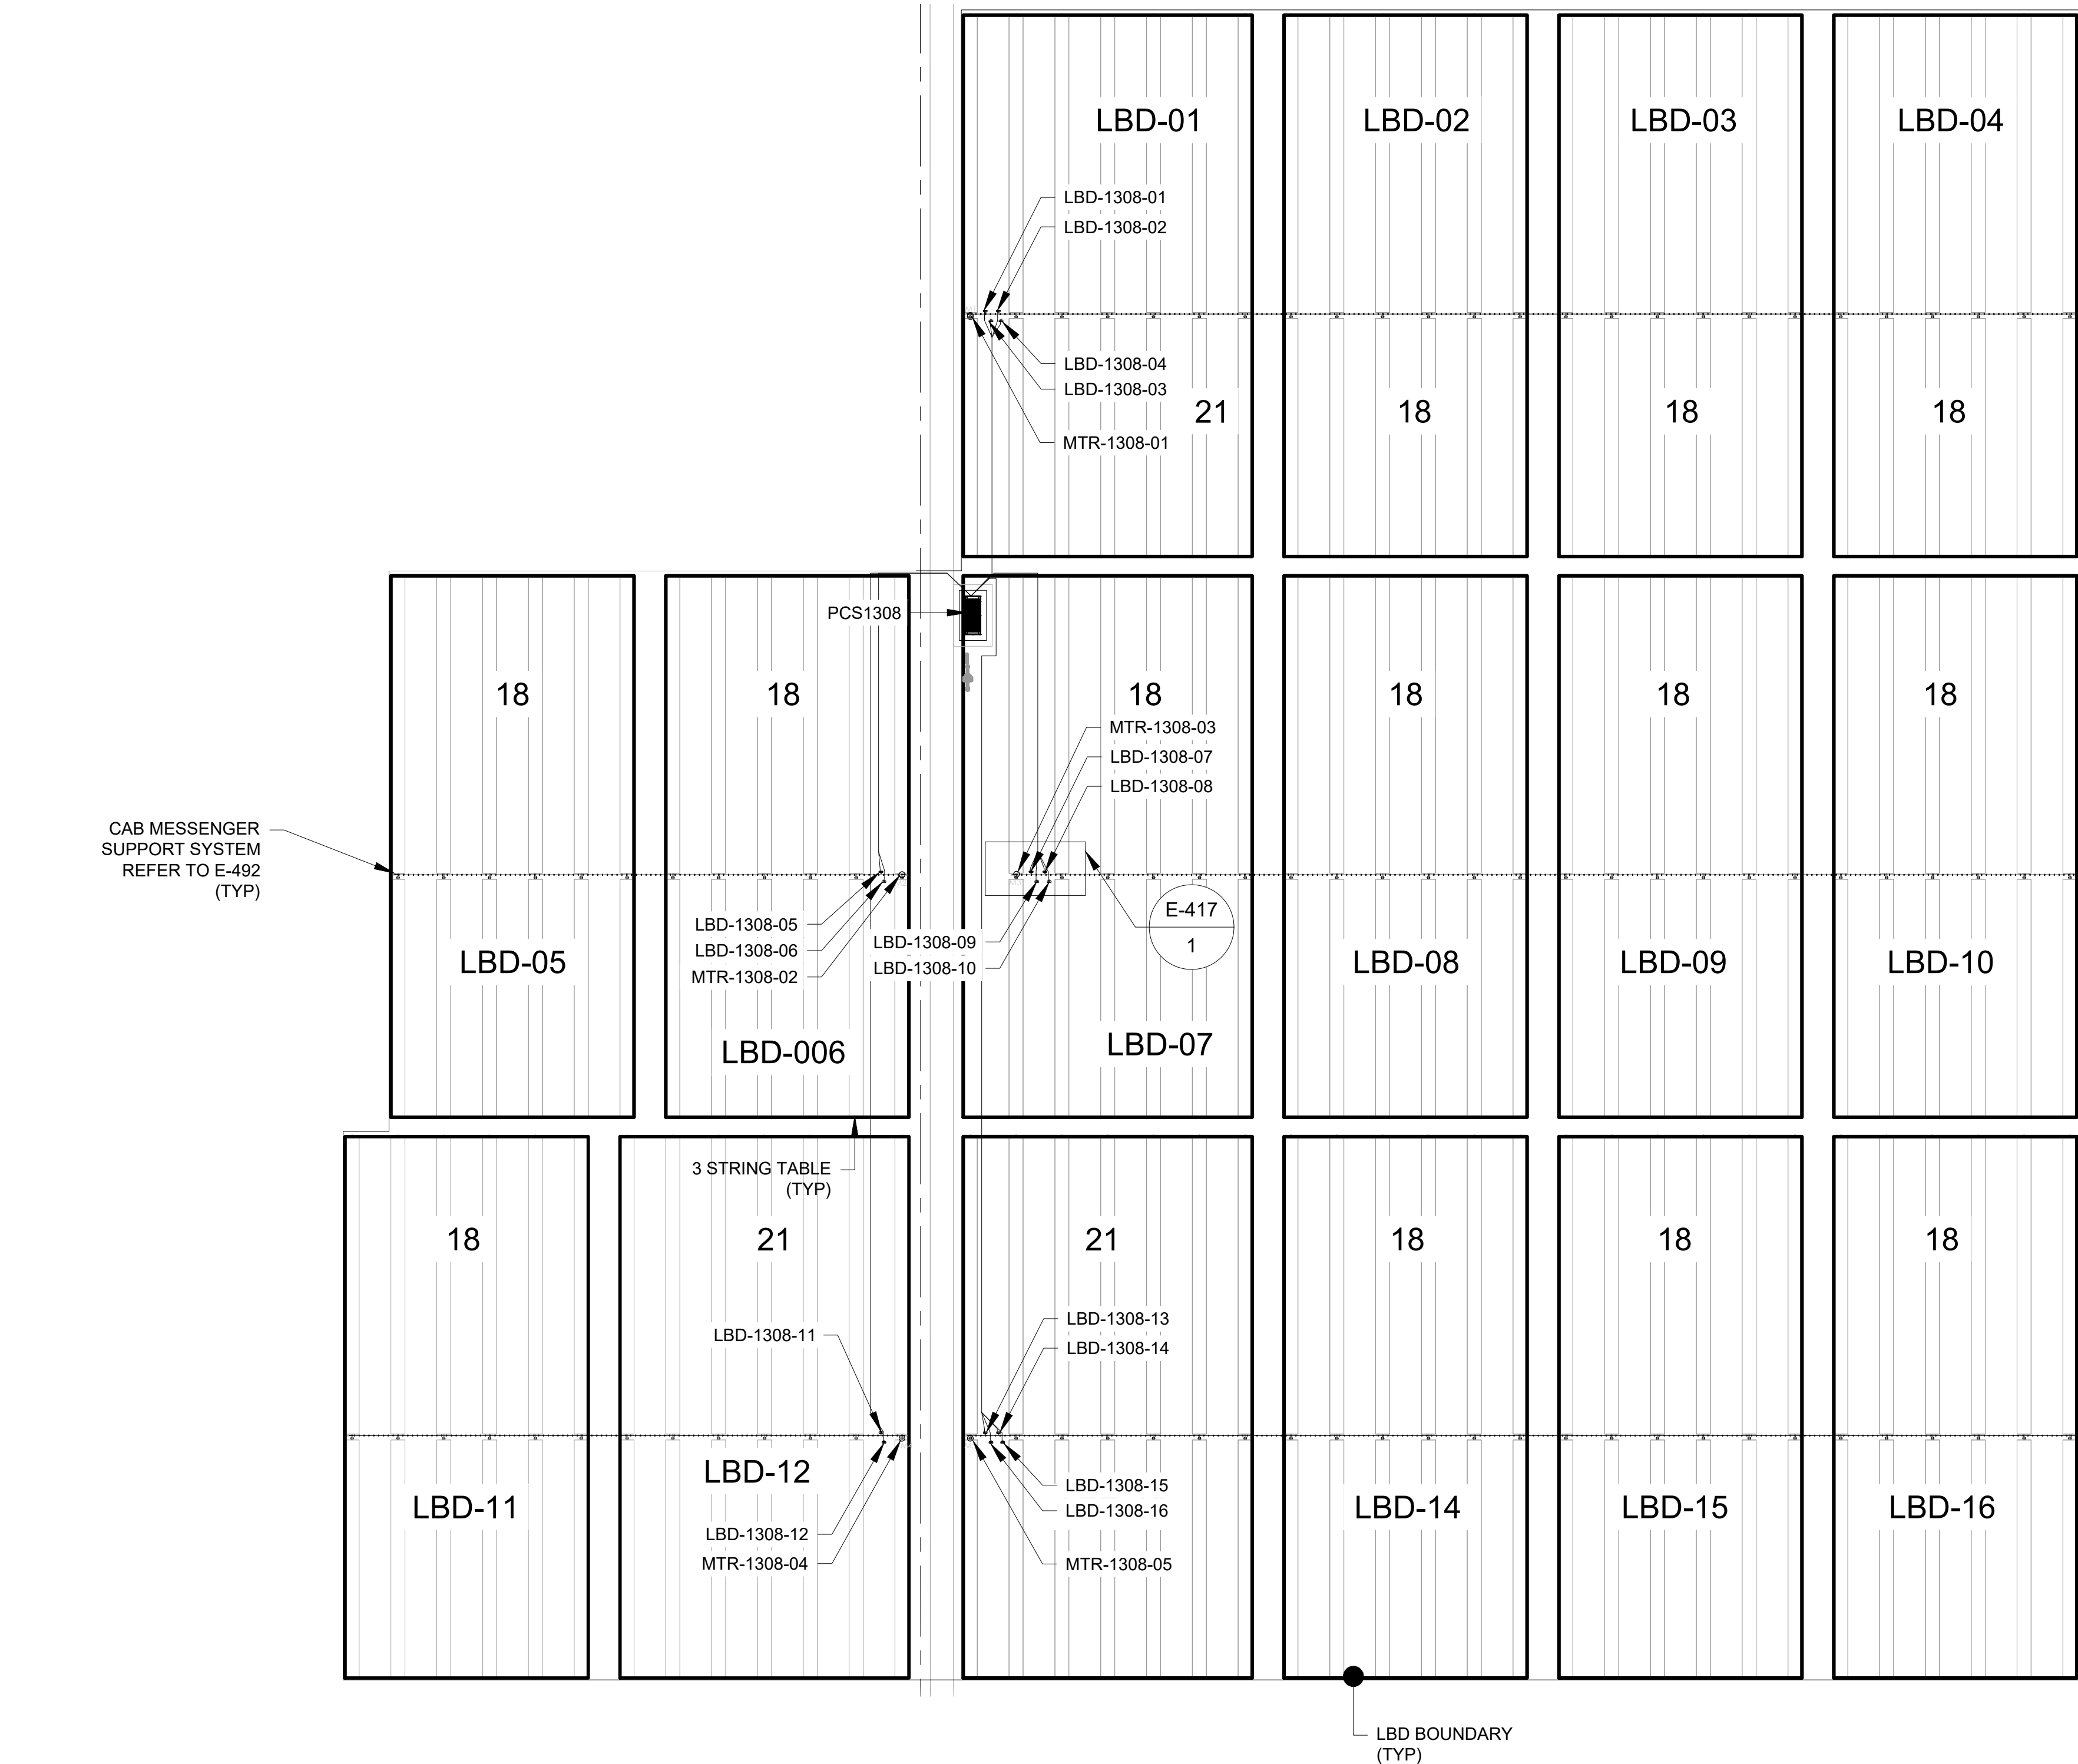 LBD-01
LBD-02
LBD-03
LBD-04
LBD-1308-01
LBD-1308-02
LBD-1308-04
LBD-1308-03
MTR-1308-01
21
18
18
18
PCS1308
18
18
18
18
18
18
MTR-1308-03
LBD-1308-07
LBD-1308-08
CAB MESSENGER
SUPPORT SYSTEM
REFER TO E-492
(TYP)
E-417
1
LBD-1308-05
LBD-1308-06
MTR-1308-02
LBD-1308-09
LBD-1308-10
LBD-05
LBD-006
LBD-07
LBD-08
LBD-09
LBD-10
3 STRING TABLE
(TYP)
18
21
21
18
18
18
LBD-1308-11
LBD-1308-13
LBD-1308-14
LBD-11
LBD-12
LBD-14
LBD-15
LBD-16
LBD-1308-12
MTR-1308-04
LBD-1308-15
LBD-1308-16
MTR-1308-05
LBD BOUNDARY
(TYP)